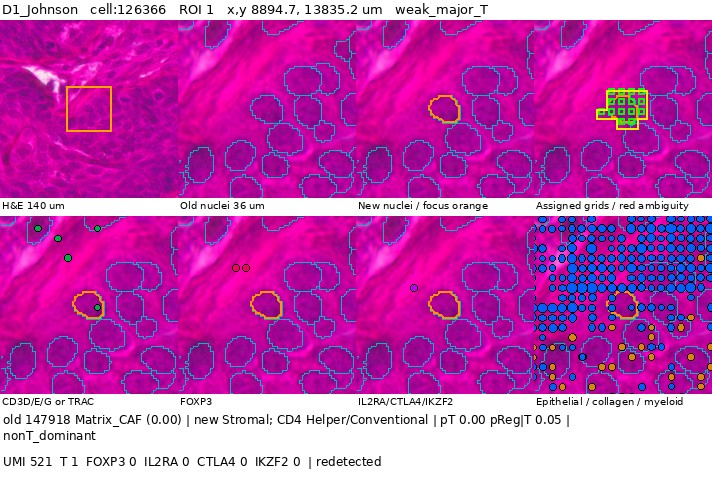 D1_Johnson   cell:126366   ROI 1   x,y 8894.7, 13835.2 um   weak_major_T
H&E 140 um
Old nuclei 36 um
New nuclei / focus orange
Assigned grids / red ambiguity
CD3D/E/G or TRAC
FOXP3
IL2RA/CTLA4/IKZF2
Epithelial / collagen / myeloid
old 147918 Matrix_CAF (0.00) | new Stromal; CD4 Helper/Conventional | pT 0.00 pReg|T 0.05 |
nonT_dominant
UMI 521  T 1  FOXP3 0  IL2RA 0  CTLA4 0  IKZF2 0  | redetected